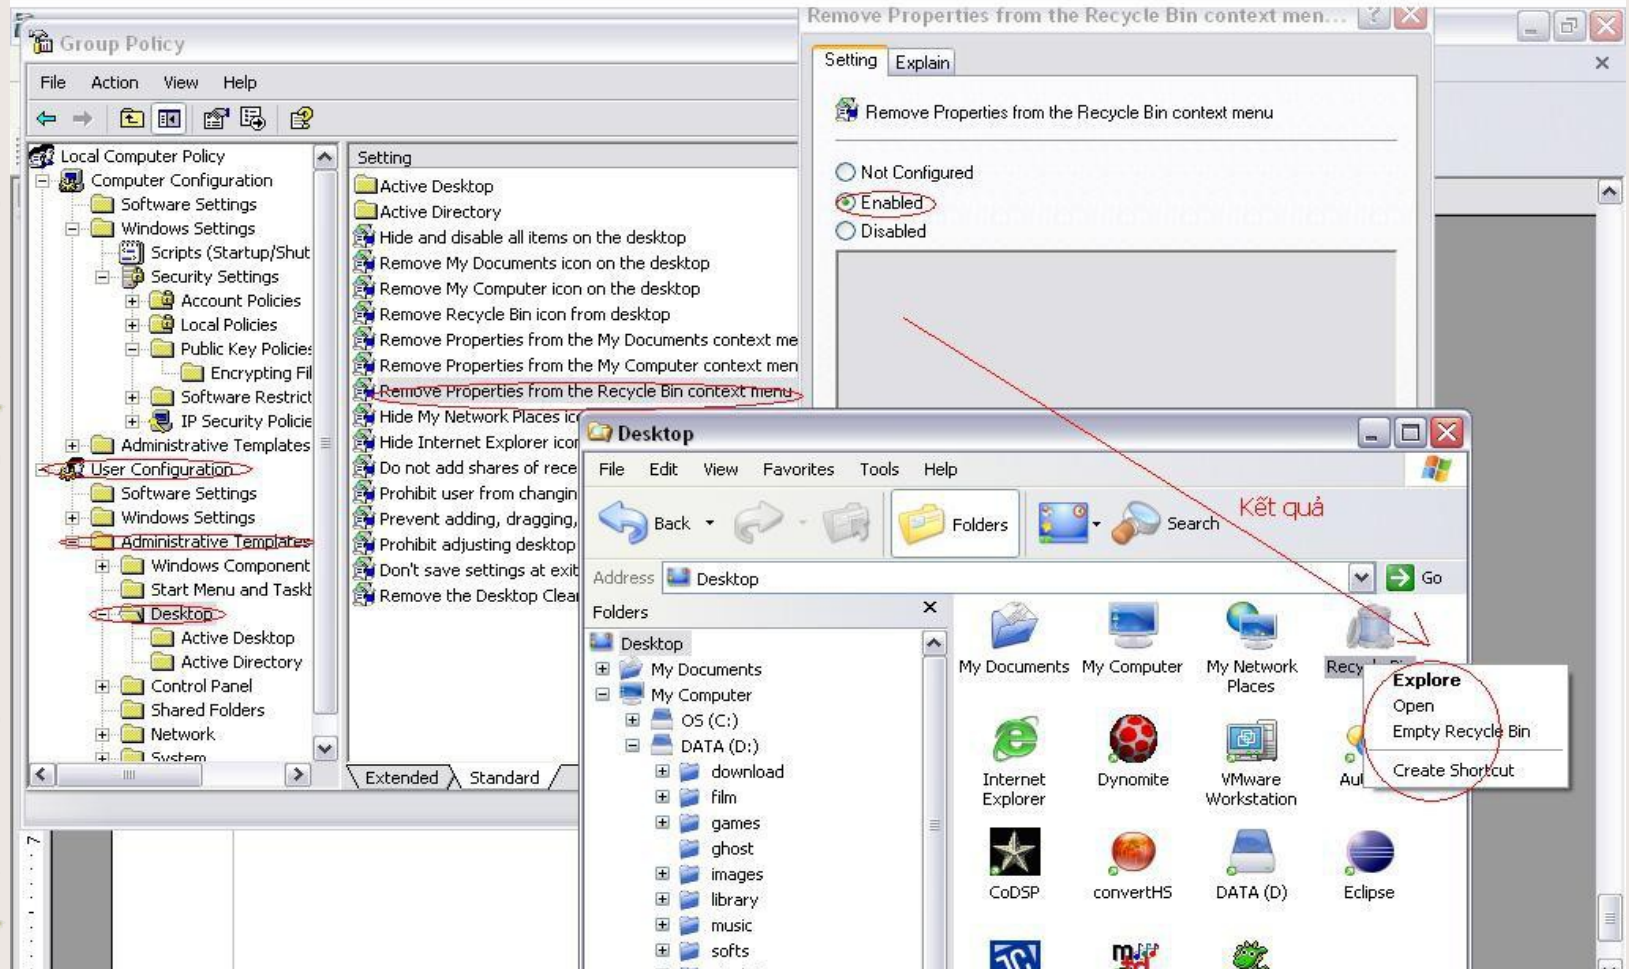 Group Policy
File Action View Help
Local Computer Policy
Computer Configuration
Software Settings
Windows Settings
Scripts (Startup/Shut
Security Settings
Account Policies
Local Policies
Public Key Policies
Encrypting Fil
Software Restrict
IP Security Policie
Administrative Templates
User Configuration
Software Settings
Windows Settings
Administrative Templates
Windows Component
Start Menu and Taskb
Desktop
Active Desktop
Active Directory
Control Panel
Shared Folders
Network
System
Setting
Active Desktop
Active Directory
Hide and disable all items on the desktop
Remove My Documents icon on the desktop
Remove My Computer icon on the desktop
Remove Recycle Bin icon from desktop
Remove Properties from the My Documents context me
Remove Properties from the My Computer context men
Remove Properties from the Recycle Bin context menu
Hide My Network Places ico
Hide Internet Explorer icon
Do not add shares of rece
Prohibit user from changin
Prevent adding, dragging,
Prohibit adjusting desktop
Don't save settings at exit
Remove the Desktop Clea
Extended Standard
Remove Properties from the Recycle Bin context men...
Setting Explain
Remove Properties from the Recycle Bin context menu
Not Configured
Enabled
Disabled
Desktop
File Edit View Favorites Tools Help
Back Folders Search
Kết quả
Address Desktop Go
Folders
Desktop
My Documents
My Computer
OS (C:)
DATA (D:)
download
film
games
ghost
images
library
music
softs
My Documents My Computer My Network Places
Internet Explorer
Dynomite
VMware Workstation
CoDSP convertHS DATA (D) Eclipse
Explore
Open
Empty Recycle Bin
Create Shortcut
7